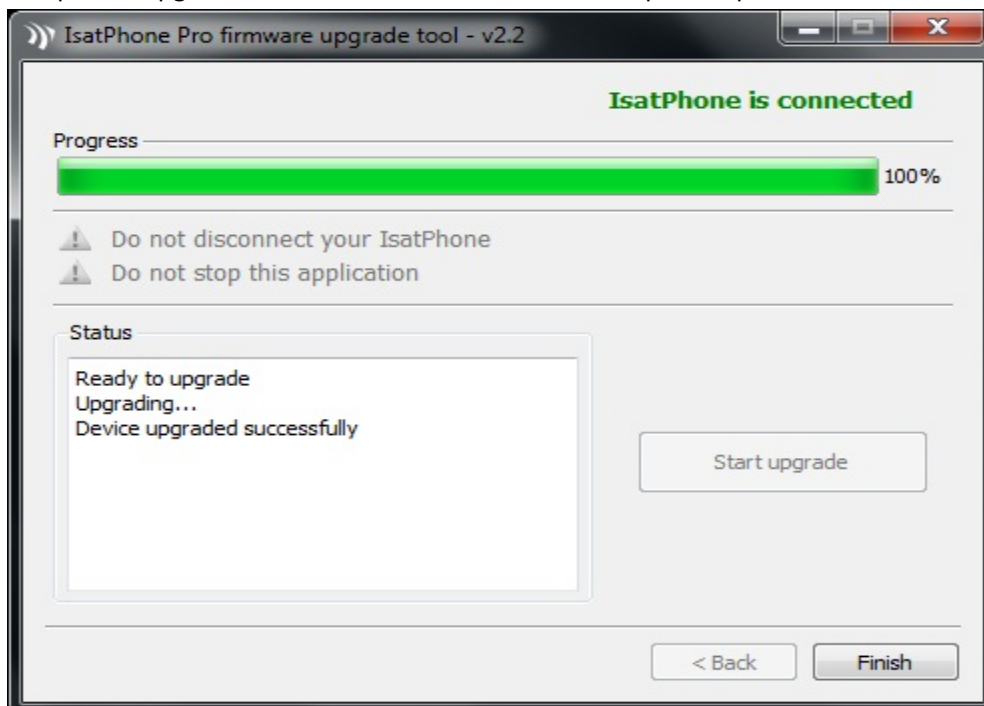 IsatPhone Pro firmware upgrade tool - v2.2
IsatPhone is connected
Progress
100%
Do not disconnect your IsatPhone
Do not stop this application
Status
Ready to upgrade
Upgrading...
Device upgraded successfully
Start upgrade
< Back
Finish